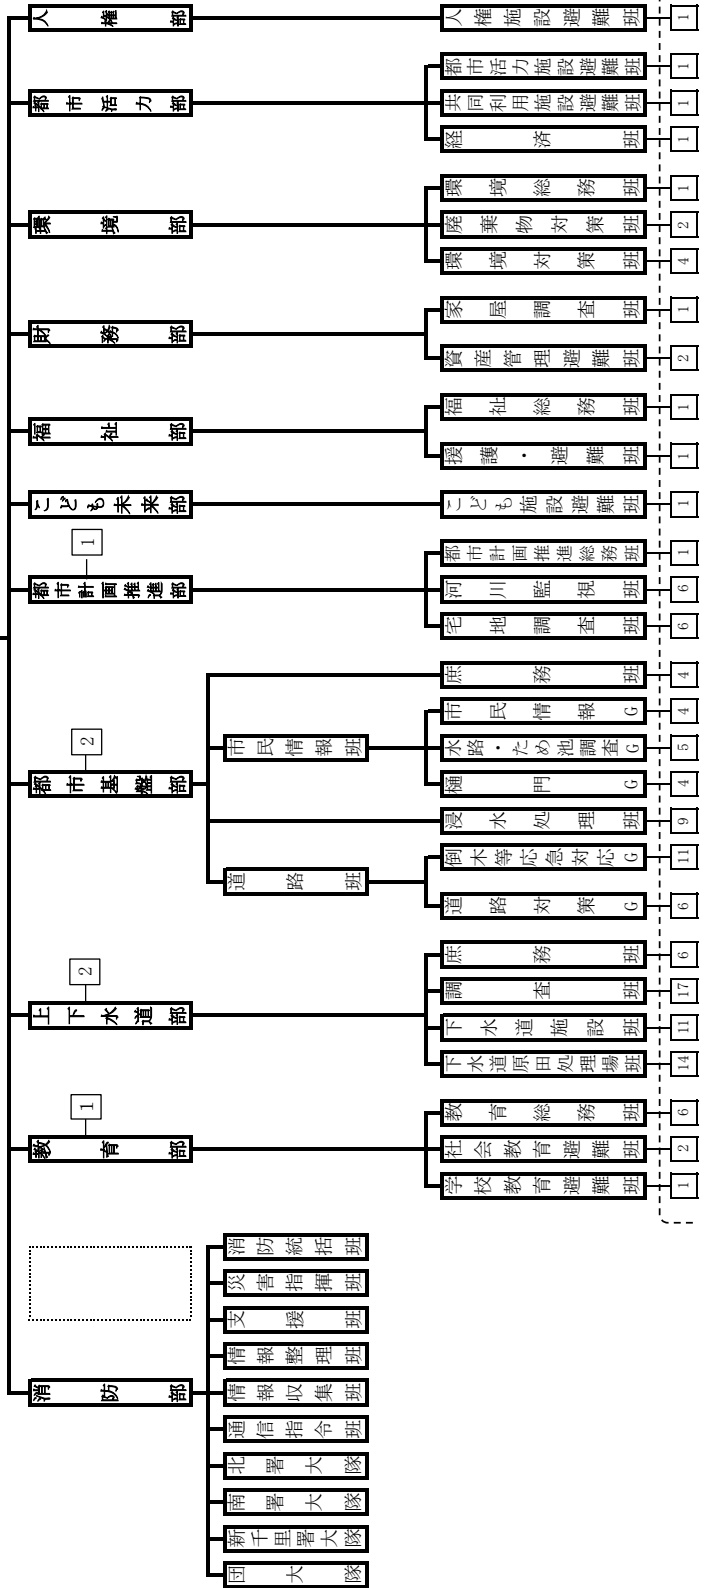 人権部
人権施設避難班
1
都市活力部
都市活力施設避難班
1
共同利用施設避難班
1
経済班
1
環境部
環境総務班
1
廃棄物対策班
2
環境対策班
4
財務部
家屋調査班
1
資産管理避難班
2
福祉部
福祉総務班
1
援護・避難班
1
こども未来部
こども施設避難班
1
都市計画推進部
1
都市計画推進総務班
1
河川監視班
6
宅地調査班
6
都市基盤部
2
庶務班
4
市民情報班
市民情報G
4
水路・ため池調査G
5
樋門G
4
浸水処理班
9
道路班
倒木等応急対応G
11
道路対策G
6
上下水道部
2
庶務班
6
調査班
17
下水道施設班
11
下水道原田処理場班
14
教育部
1
教育総務班
6
社会教育避難班
2
学校教育避難班
1
消防部
消防統括班
災害指揮班
支援班
情報整理班
情報収集班
通信指令班
北署大隊
南署大隊
新千里署大隊
団大隊